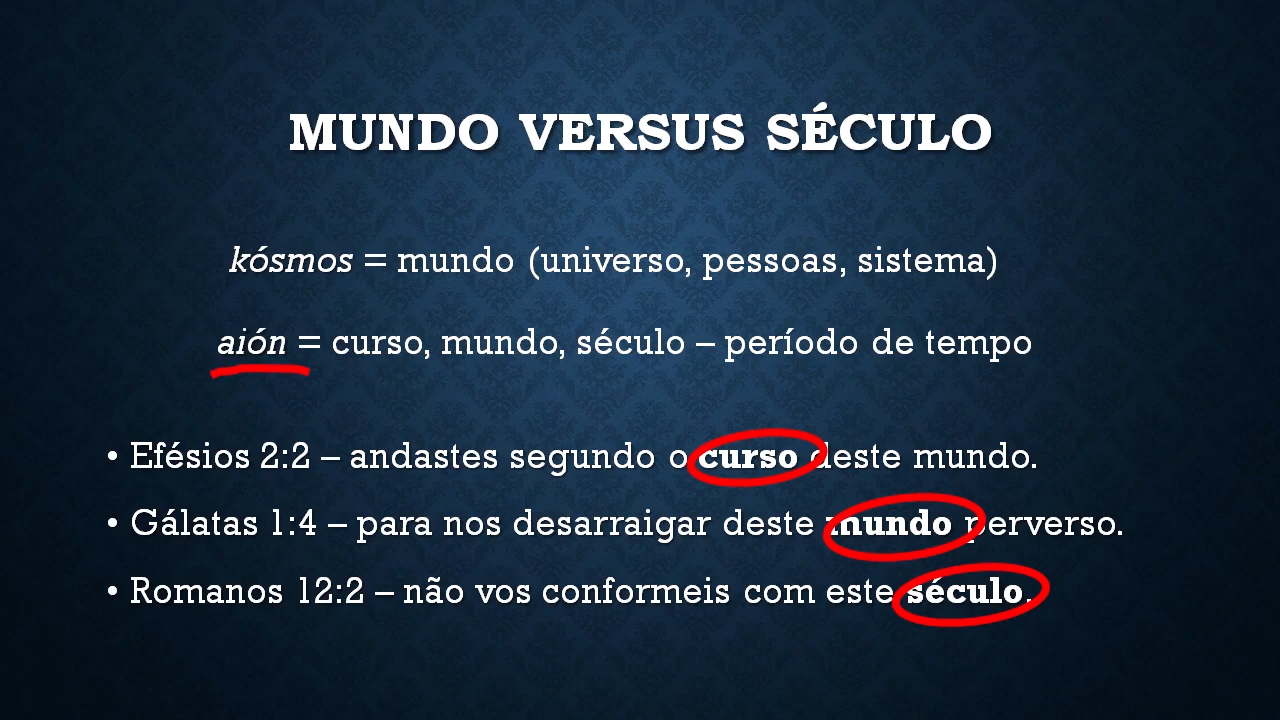 MUNDO VERSUS SÉCULO
kósmos = mundo (universo, pessoas, sistema)
aión = curso, mundo, século – período de tempo
• Efésios 2:2 – andastes segundo o curso deste mundo.
• Gálatas 1:4 – para nos desarraigar deste mundo perverso.
• Romanos 12:2 – não vos conformeis com este século.